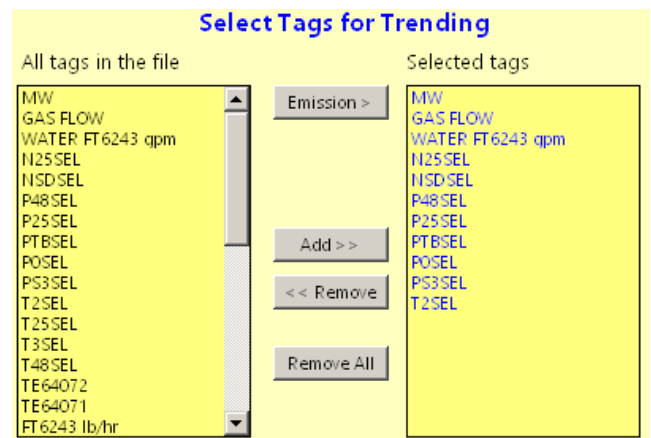 Select Tags for Trending
All tags in the file
MW
GAS FLOW
WATER FT6243 gpm
N25SEL
NSDSEL
P48SEL
P25SEL
PTBSEL
P0SEL
PS3SEL
T2SEL
T25SEL
T3SEL
T48SEL
TE64072
TE64071
FT6243 lb/hr
Emission >
Add >>
<< Remove
Remove All
Selected tags
MW
GAS FLOW
WATER FT6243 gpm
N25SEL
NSDSEL
P48SEL
P25SEL
PTBSEL
P0SEL
PS3SEL
T2SEL